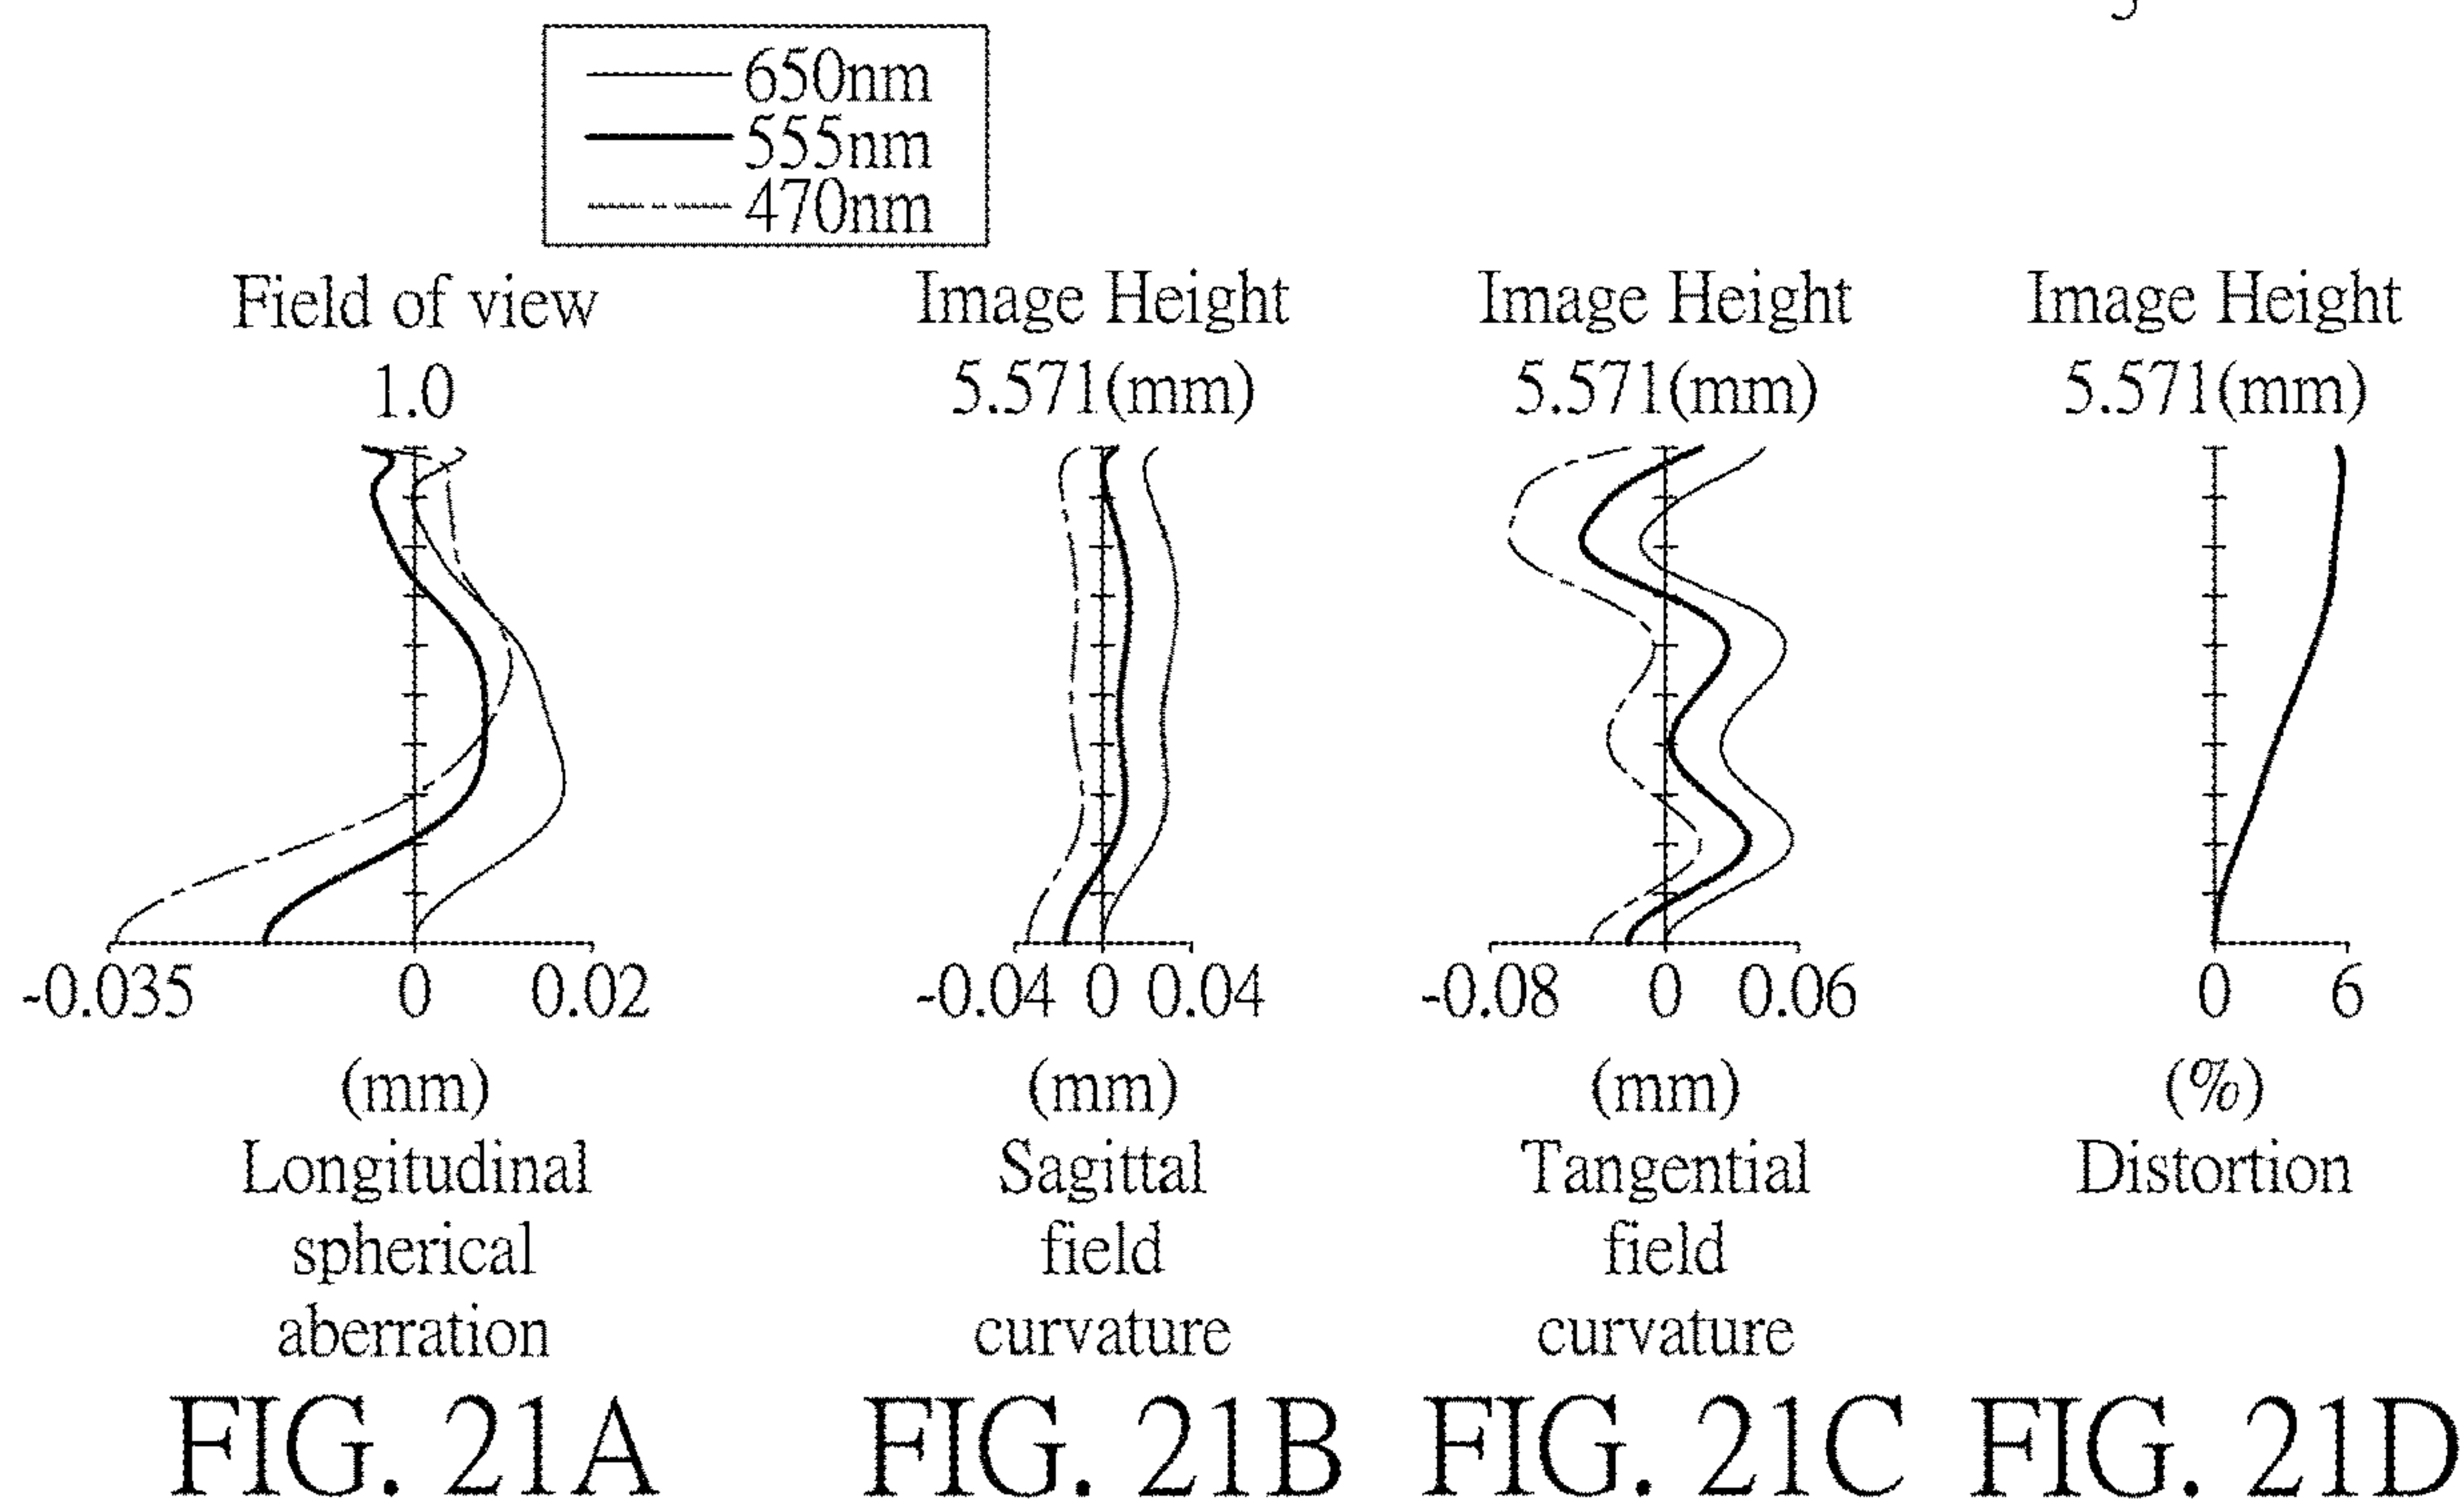 650nm
555nm
470nm
Field of view
1.0
-0.035 0 0.02
(mm)
Longitudinal
spherical
aberration
FIG. 21A
Image Height
5.571(mm)
-0.04 0 0.04
(mm)
Sagittal
field
curvature
FIG. 21B
Image Height
5.571(mm)
-0.08 0 0.06
(mm)
Tangential
field
curvature
FIG. 21C
Image Height
5.571(mm)
0 6
(%)
Distortion
FIG. 21D